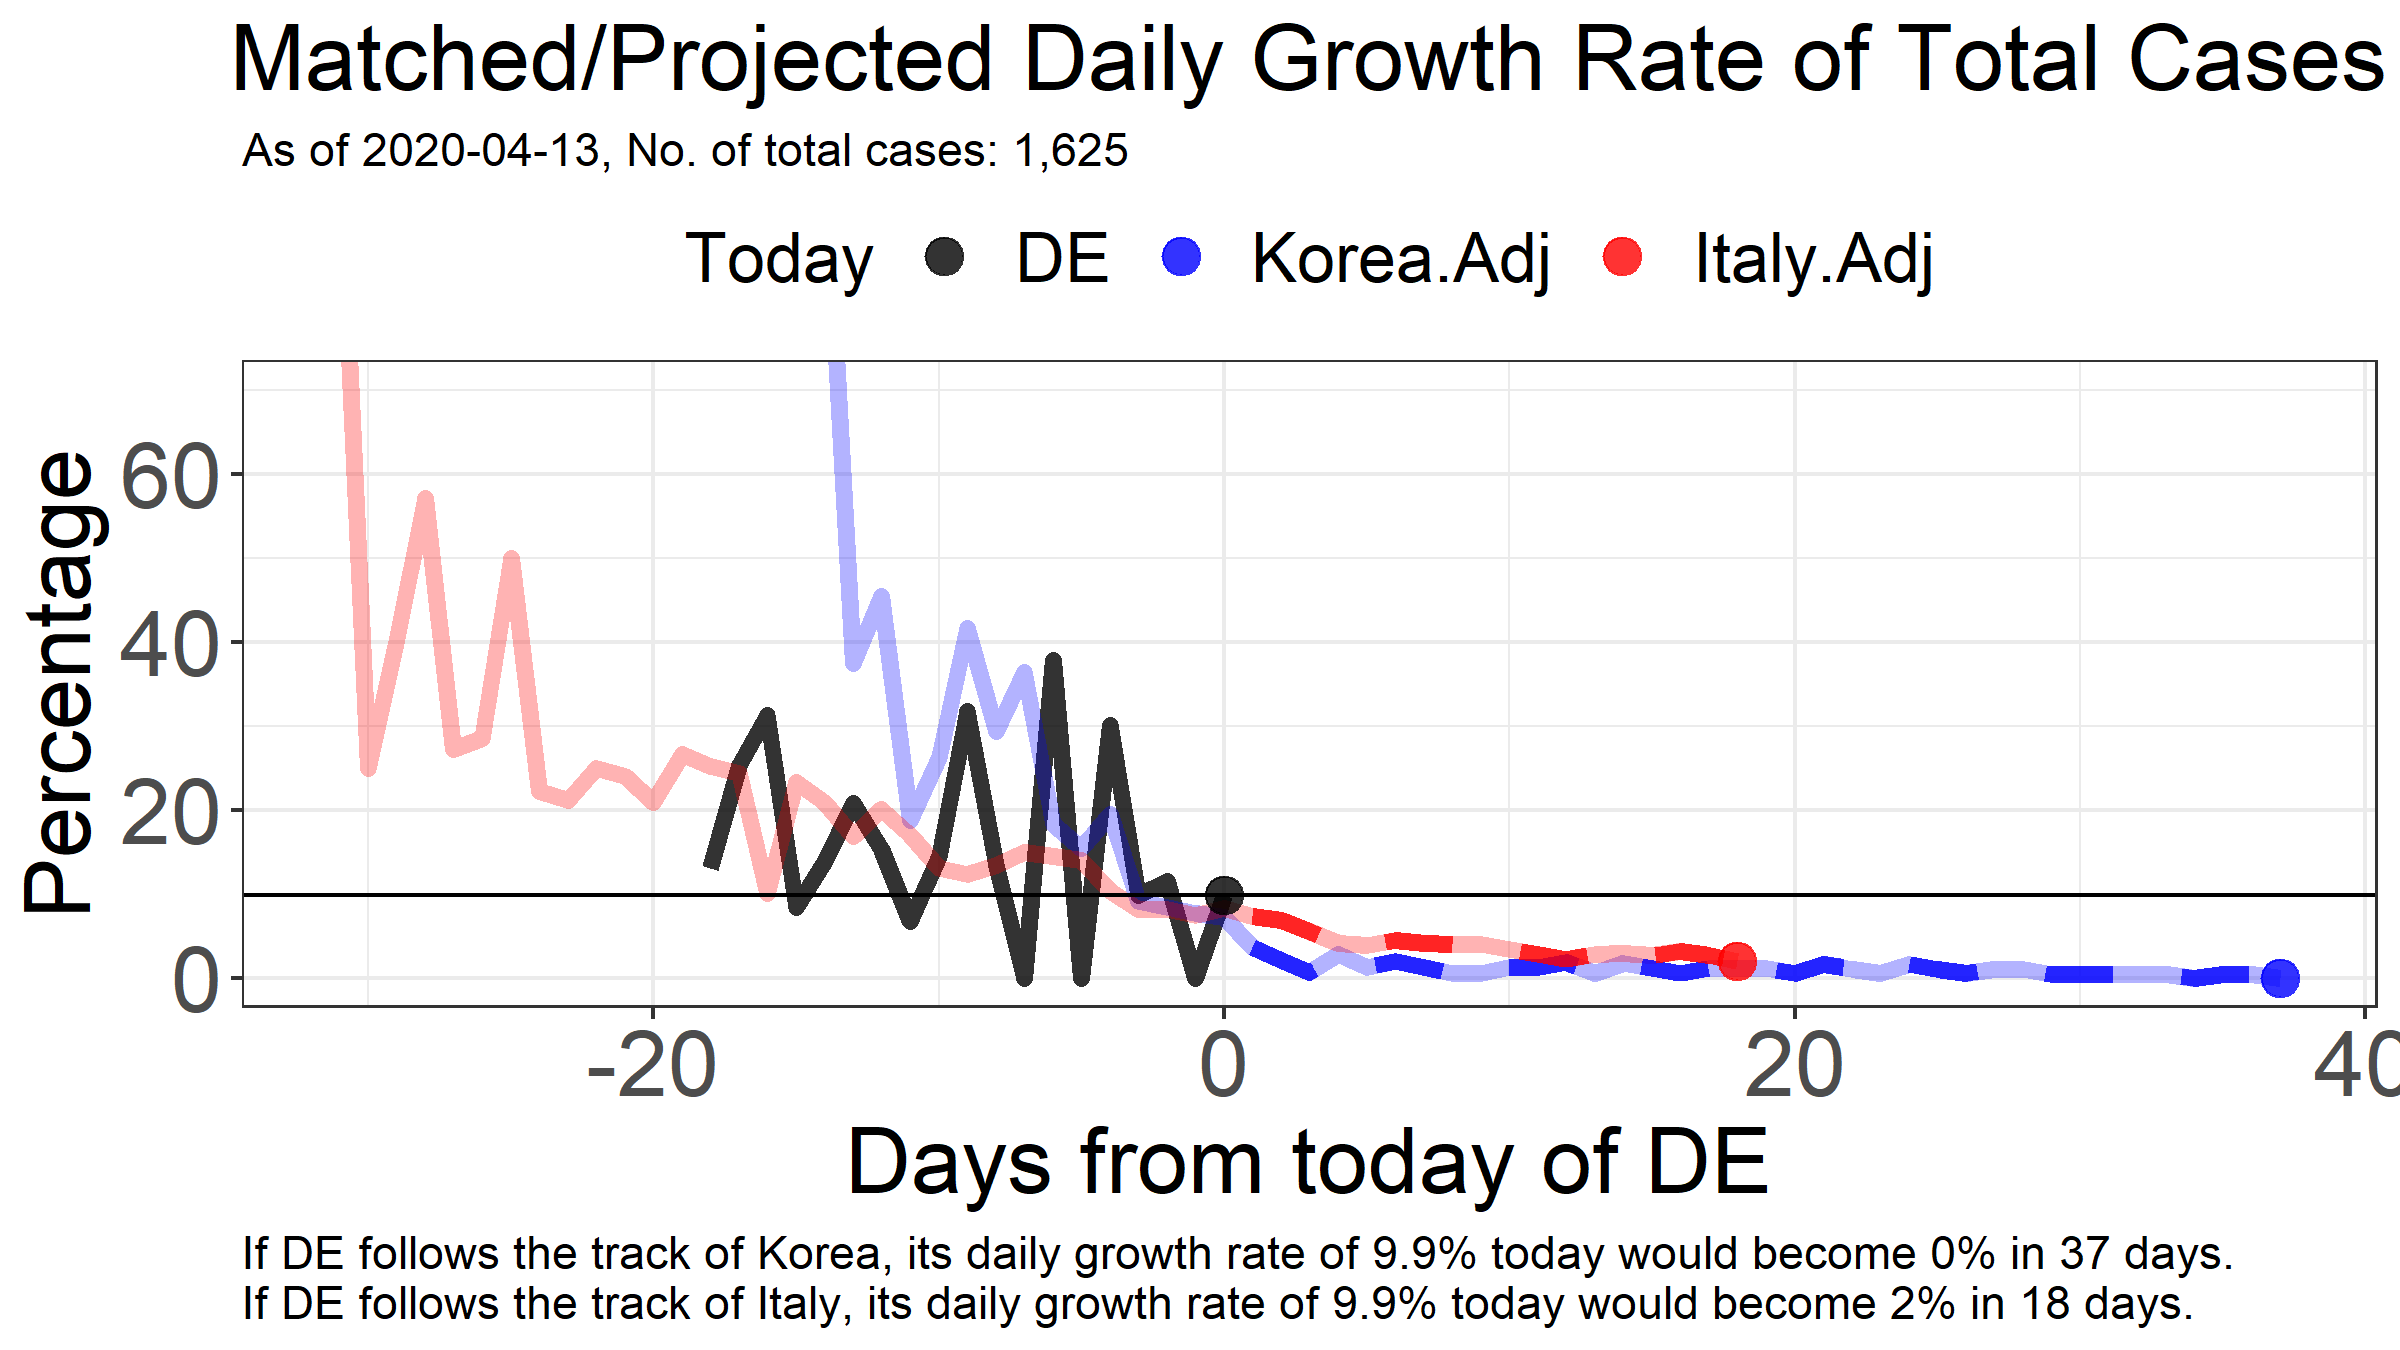 Matched/Projected Daily Growth Rate of Total Cases
As of 2020-04-13, No. of total cases: 1,625
Today DE Korea.Adj Italy.Adj
Percentage
60
40
20
0
-20 0 20 40
Days from today of DE
If DE follows the track of Korea, its daily growth rate of 9.9% today would become 0% in 37 days.
If DE follows the track of Italy, its daily growth rate of 9.9% today would become 2% in 18 days.